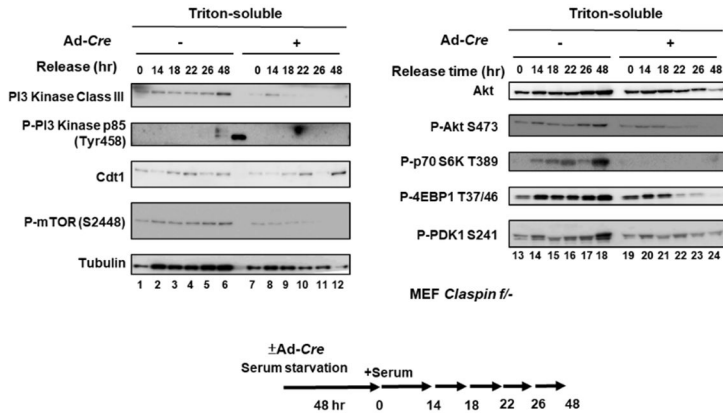 Triton-soluble
Ad-Cre - +
Release (hr) 0 14 18 22 26 48 0 14 18 22 26 48
PI3 Kinase Class III
P-PI3 Kinase p85
(Tyr458)
Cdt1
P-mTOR (S2448)
Tubulin
1 2 3 4 5 6 7 8 9 10 11 12
Triton-soluble
Ad-Cre - +
Release time (hr) 0 14 18 22 26 48 0 14 18 22 26 48
Akt
P-Akt S473
P-p70 S6K T389
P-4EBP1 T37/46
P-PDK1 S241
13 14 15 16 17 18 19 20 21 22 23 24
MEF Claspin f/-
±Ad-Cre
Serum starvation +Serum
48 hr 0 14 18 22 26 48